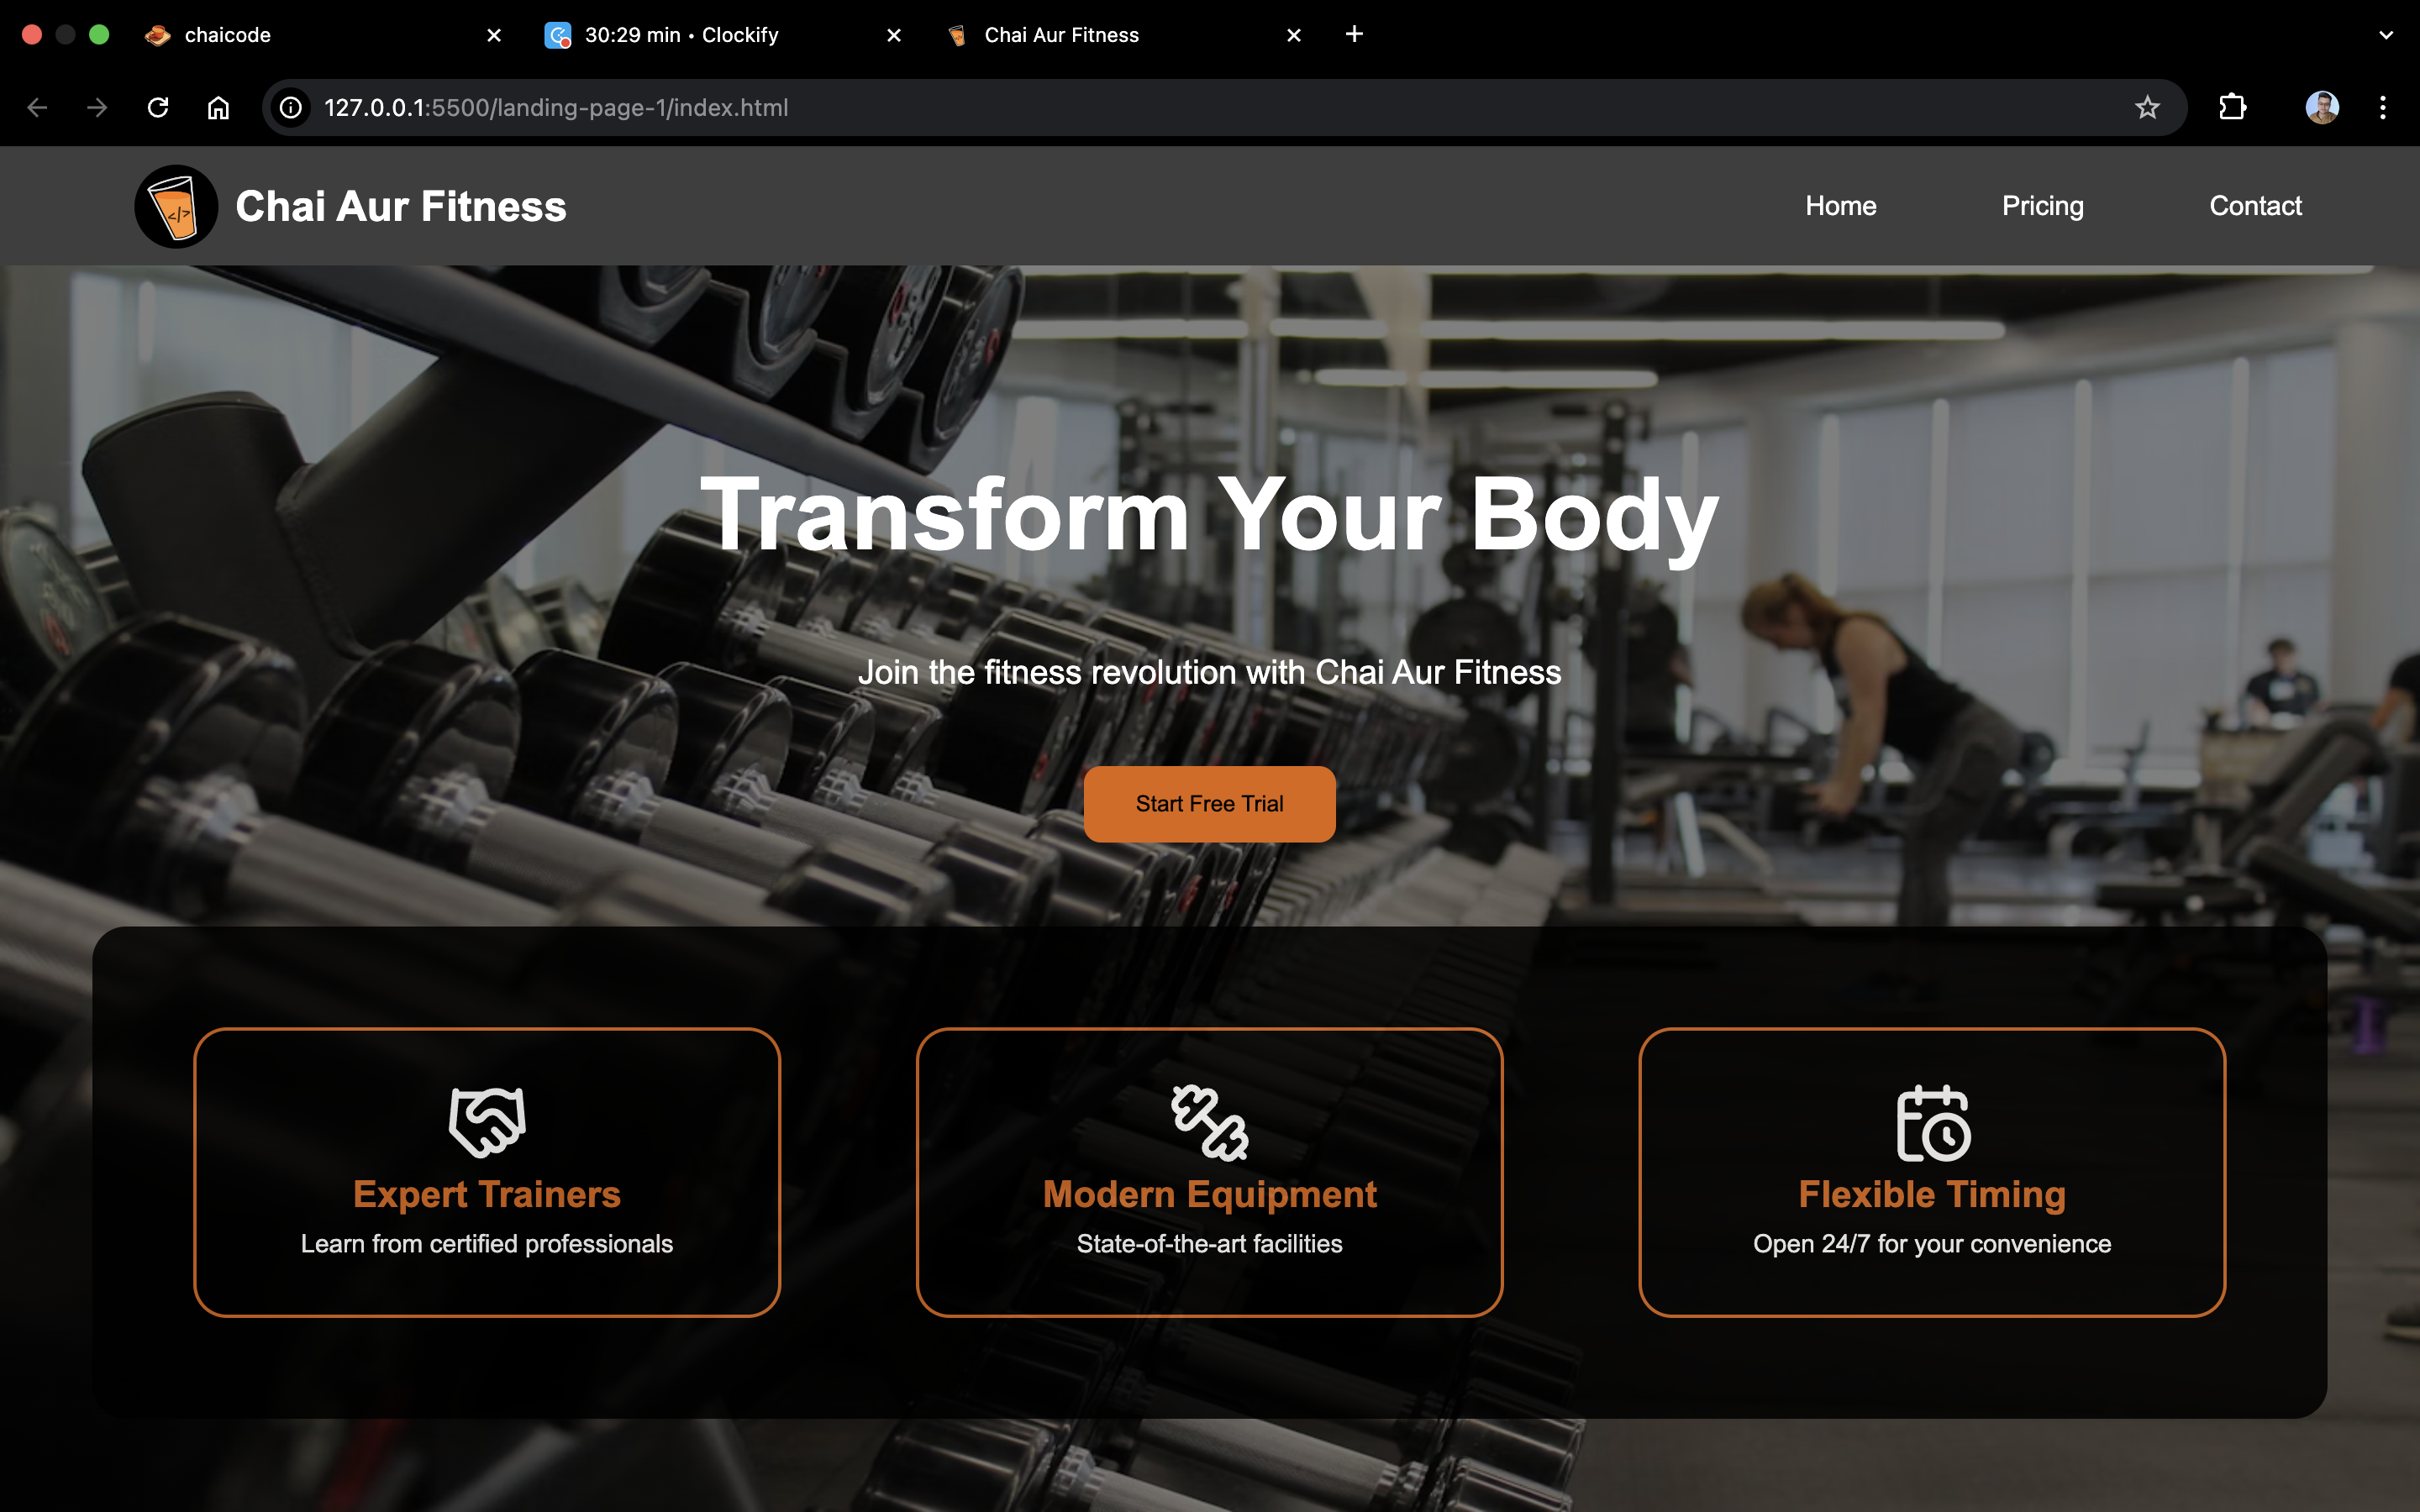 chaicode
30:29 min • Clockify
Chai Aur Fitness
127.0.0.1:5500/landing-page-1/index.html
</>
Chai Aur Fitness
Home
Pricing
Contact
Transform Your Body
Join the fitness revolution with Chai Aur Fitness
Start Free Trial
Expert Trainers
Learn from certified professionals
Modern Equipment
State-of-the-art facilities
Flexible Timing
Open 24/7 for your convenience